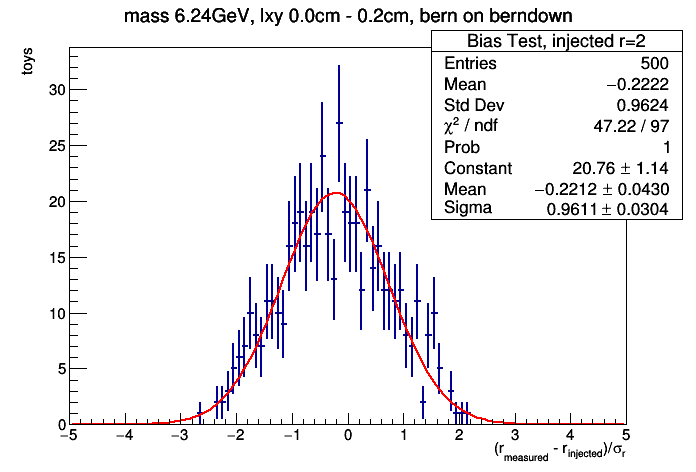 mass 6.24GeV, lxy 0.0cm - 0.2cm, bern on berndown
Bias Test, injected r=2
Entries 500
Mean −0.2222
Std Dev 0.9624
χ² / ndf 47.22 / 97
Prob 1
Constant 20.76 ± 1.14
Mean −0.2212 ± 0.0430
Sigma 0.9611 ± 0.0304
toys
30
25
20
15
10
5
0
−5 −4 −3 −2 −1 0 1 2 3 4 5
(r_measured - r_injected)/σ_r